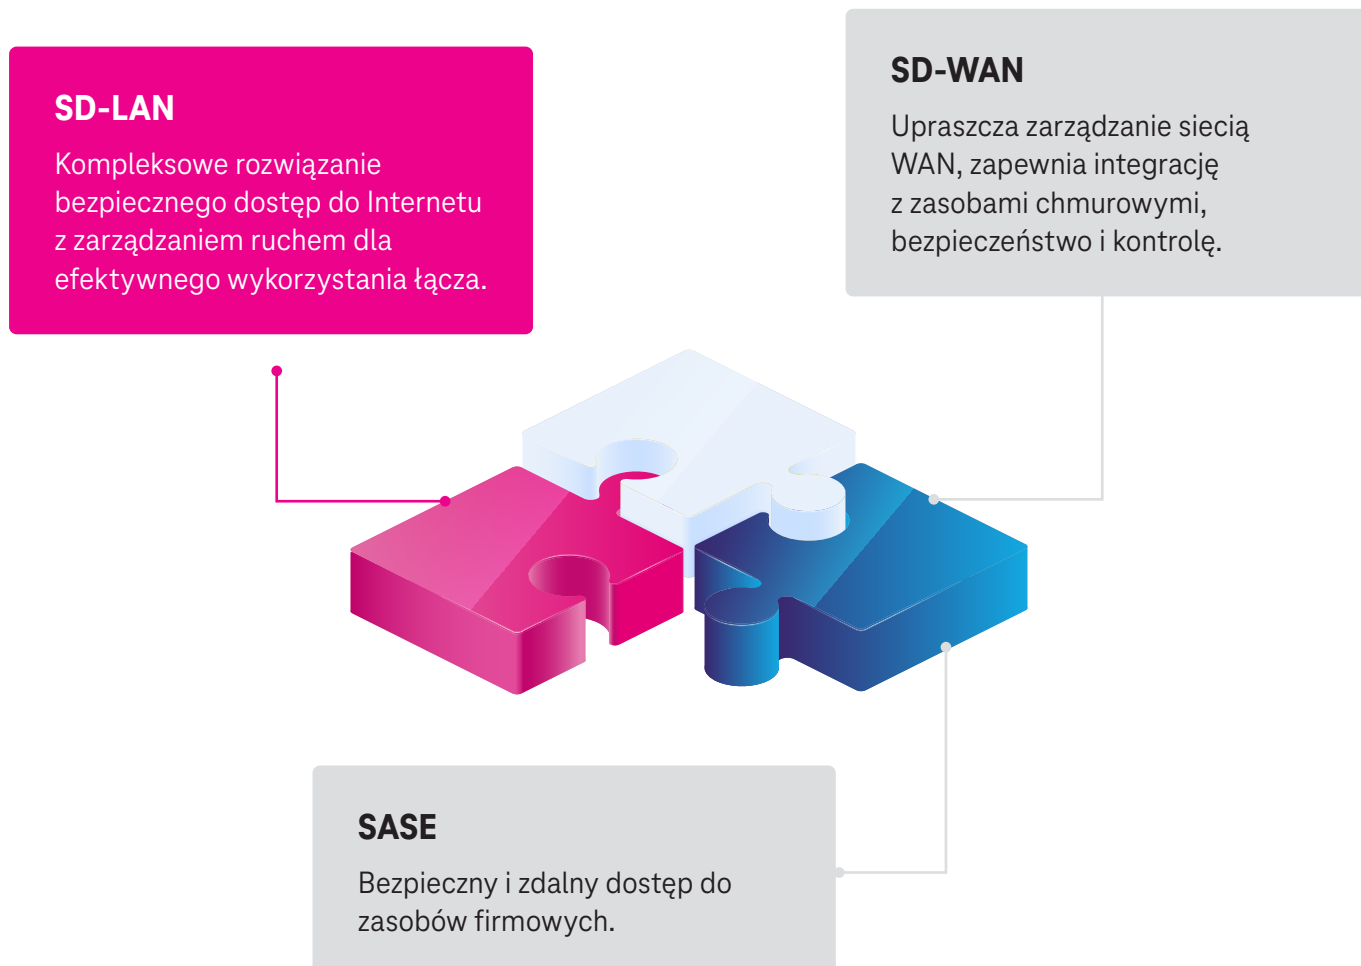 SD-LAN
Kompleksowe rozwiązanie
bezpiecznego dostęp do Internetu
z zarządzaniem ruchem dla
efektywnego wykorzystania łącza.
SD-WAN
Upraszcza zarządzanie siecią
WAN, zapewnia integrację
z zasobami chmurowymi,
bezpieczeństwo i kontrolę.
SASE
Bezpieczny i zdalny dostęp do
zasobów firmowych.